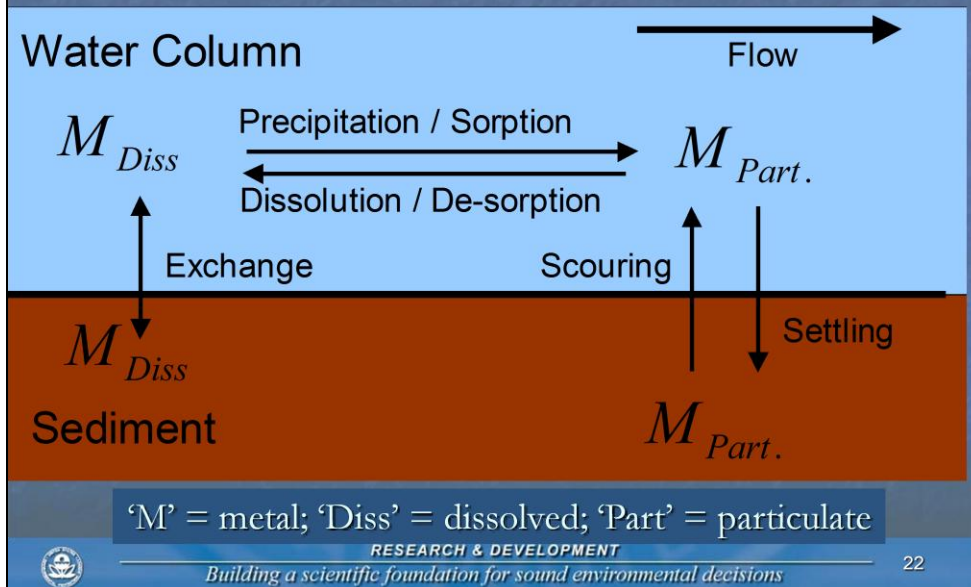 Water Column
Flow
M Diss
Precipitation / Sorption
M Part.
Dissolution / De-sorption
Exchange
Scouring
M Diss
Settling
Sediment
M Part.
‘M’ = metal; ‘Diss’ = dissolved; ‘Part’ = particulate
RESEARCH & DEVELOPMENT
Building a scientific foundation for sound environmental decisions
22